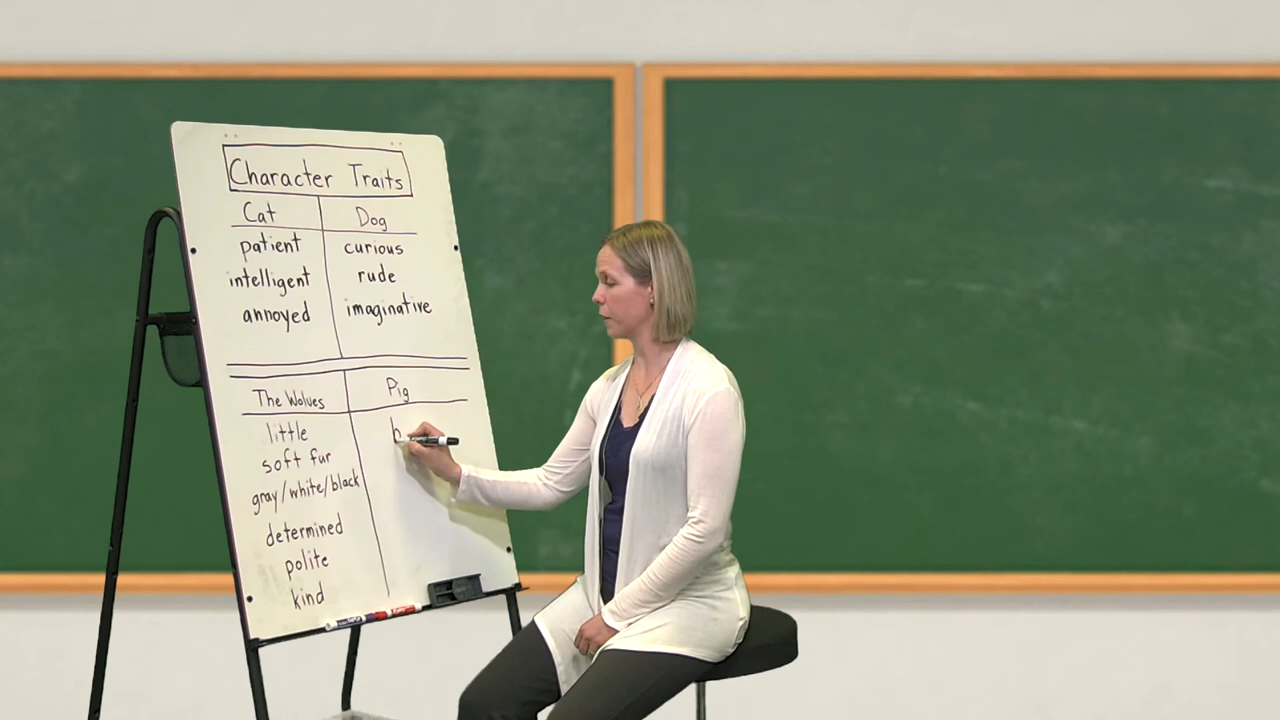 Character Traits
Cat
Dog
patient
curious
intelligent
rude
annoyed
imaginative
The Wolves
Pig
little
b
soft fur
gray/white/black
determined
polite
kind